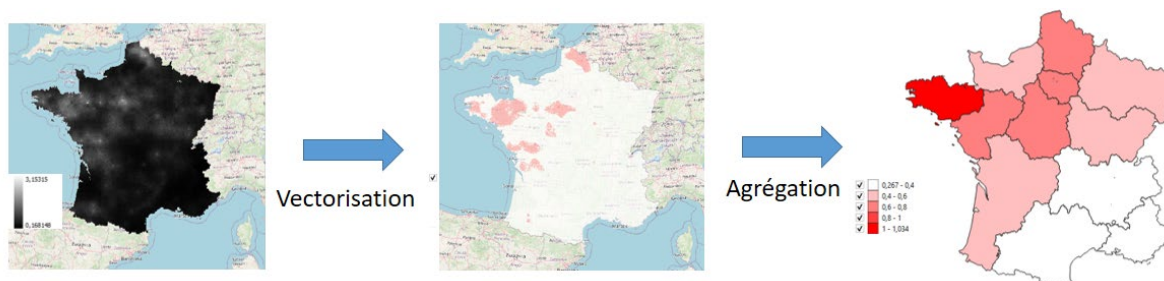 3,15315
0,168148
Vectorisation
Agrégation
0,267 - 0,4
0,4 - 0,6
0,6 - 0,8
0,8 - 1
1 - 1,034